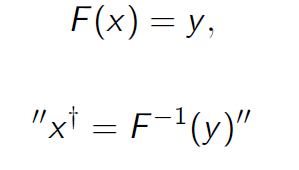 F(x) = y,
"x† = F⁻¹(y)"